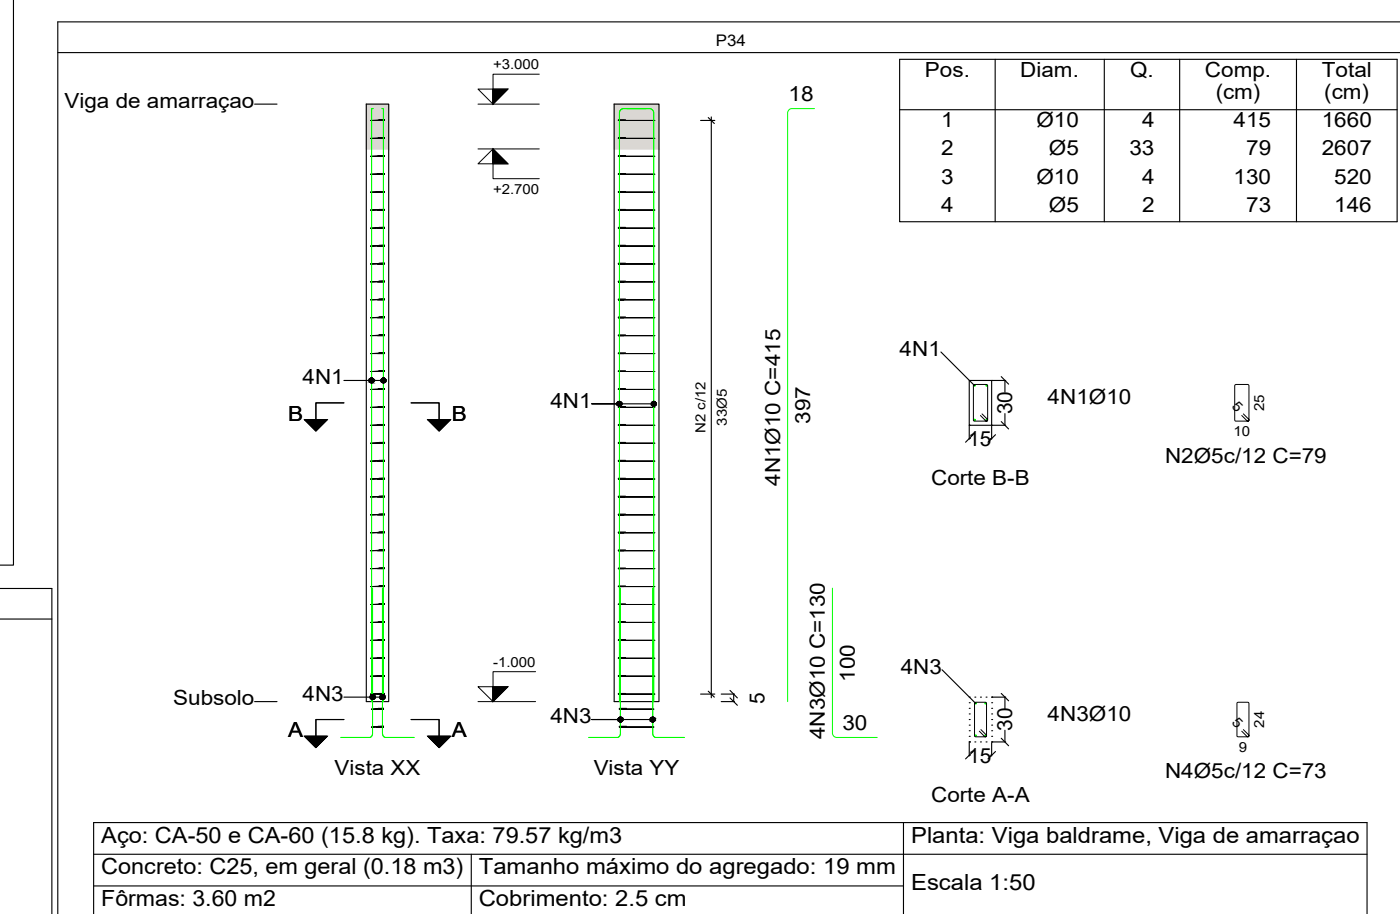 P34
Viga de amarraçao
+3.000
+2.700
18
Pos. Diam. Q. Comp. (cm) Total (cm)
1 Ø10 4 415 1660
2 Ø5 33 79 2607
3 Ø10 4 130 520
4 Ø5 2 73 146
4N1
B B
4N1
N2 c/12
33Ø5
4N1Ø10 C=415
397
4N1
30
15
4N1Ø10
Corte B-B
5
25
10
N2Ø5c/12 C=79
-1.000
Subsolo
4N3
A A
4N3
5
4N3Ø10 C=130
100
30
Vista XX
Vista YY
4N3
30
15
4N3Ø10
Corte A-A
5
24
9
N4Ø5c/12 C=73
Aço: CA-50 e CA-60 (15.8 kg). Taxa: 79.57 kg/m3
Planta: Viga baldrame, Viga de amarraçao
Concreto: C25, em geral (0.18 m3)
Tamanho máximo do agregado: 19 mm
Escala 1:50
Fôrmas: 3.60 m2
Cobrimento: 2.5 cm